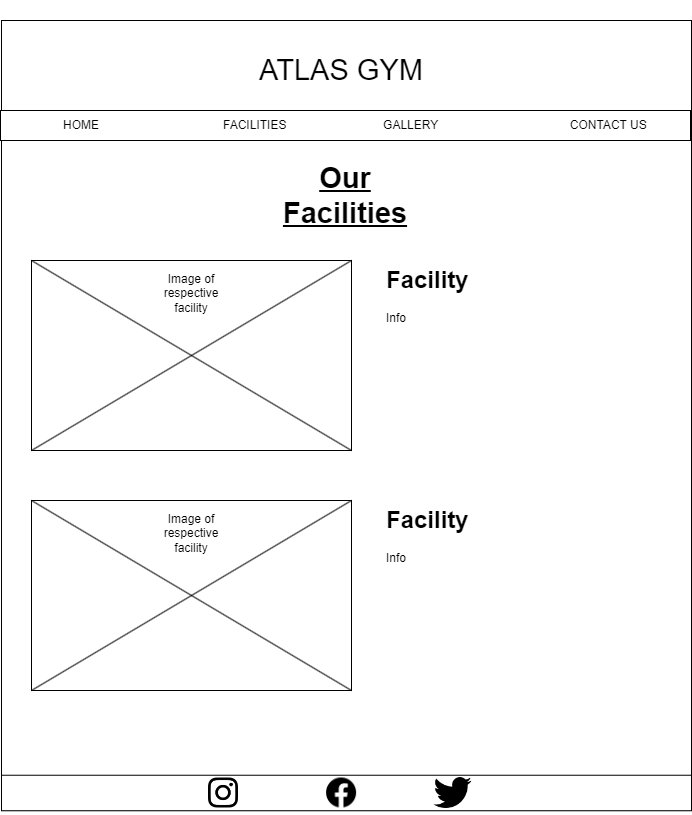 ATLAS GYM
HOME FACILITIES GALLERY CONTACT US
Our
Facilities
Image of
respective
facility
Facility
Info
Image of
respective
facility
Facility
Info